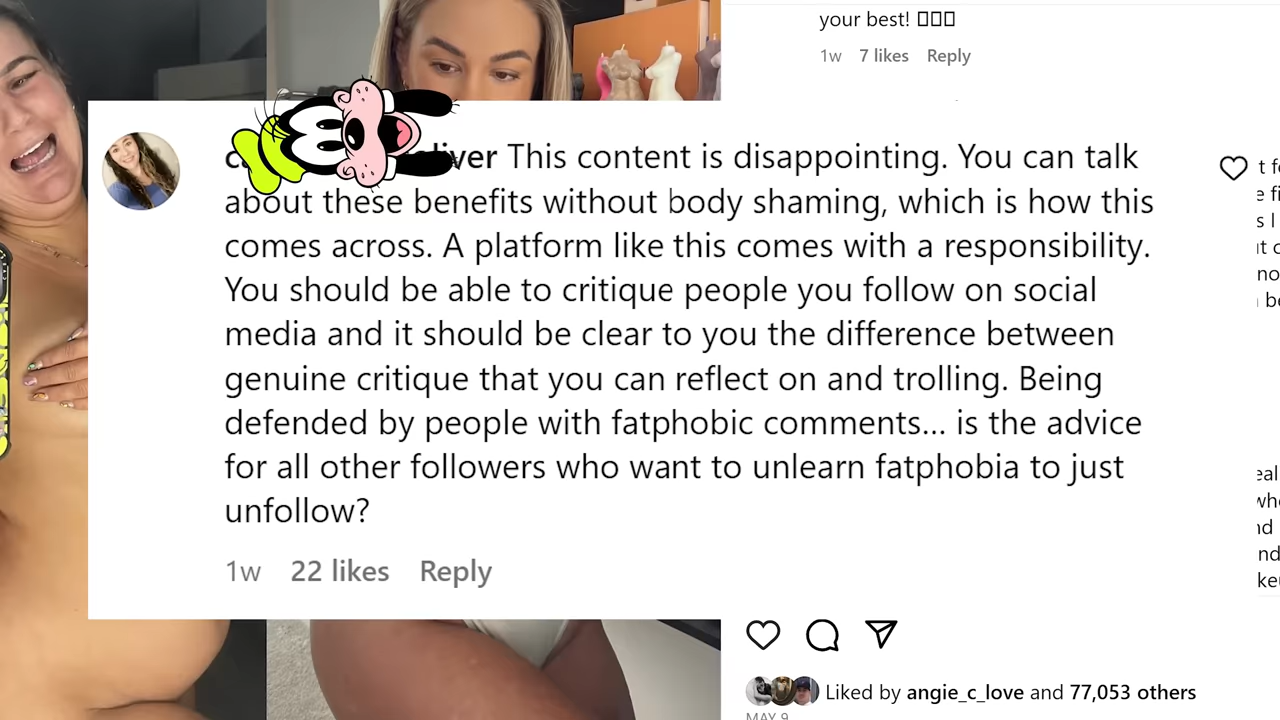 your best!
1w 7 likes Reply
This content is disappointing. You can talk
about these benefits without body shaming, which is how this
comes across. A platform like this comes with a responsibility.
You should be able to critique people you follow on social
media and it should be clear to you the difference between
genuine critique that you can reflect on and trolling. Being
defended by people with fatphobic comments... is the advice
for all other followers who want to unlearn fatphobia to just
unfollow?
1w 22 likes Reply
Liked by angie_c_love and 77,053 others
MAY 9